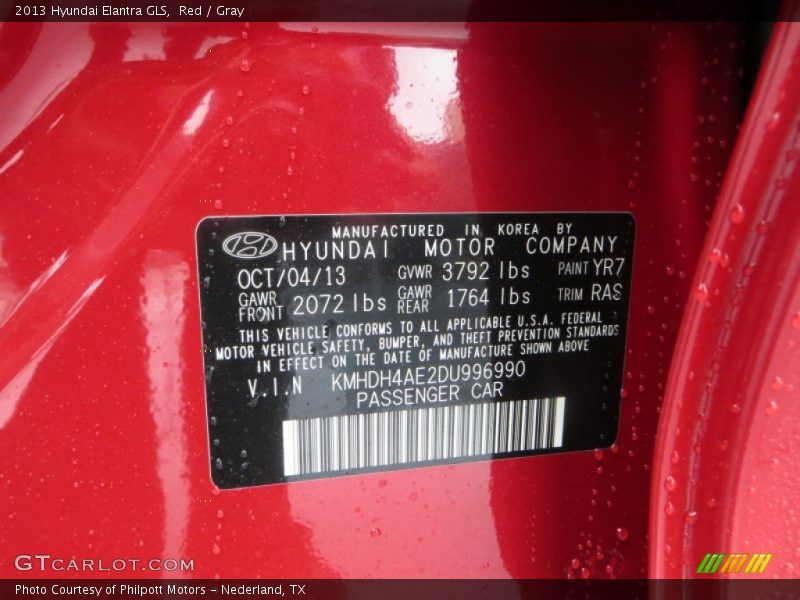 2013 Hyundai Elantra GLS, Red / Gray
MANUFACTURED IN KOREA BY
HYUNDAI MOTOR COMPANY
OCT/04/13 GVWR 3792 lbs PAINT YR7
GAWR FRONT 2072 lbs GAWR REAR 1764 lbs TRIM RAS
THIS VEHICLE CONFORMS TO ALL APPLICABLE U.S.A. FEDERAL
MOTOR VEHICLE SAFETY, BUMPER, AND THEFT PREVENTION STANDARDS
IN EFFECT ON THE DATE OF MANUFACTURE SHOWN ABOVE
V.I.N KMHDH4AE2DU996990
PASSENGER CAR
GTCARLOT.COM
Photo Courtesy of Philpott Motors - Nederland, TX